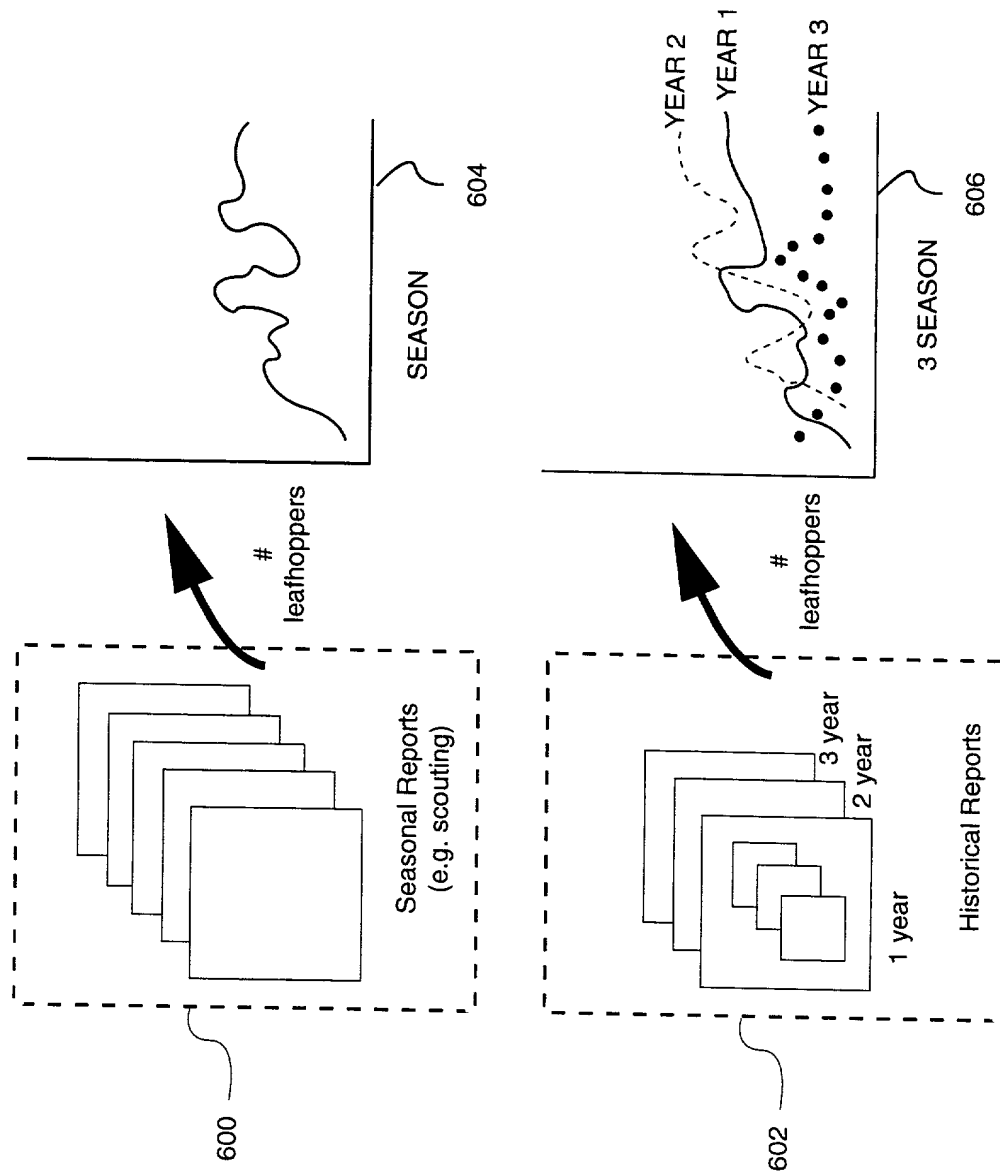 600
Seasonal Reports
(e.g. scouting)
#
leafhoppers
SEASON
604
602
1 year
2 year
3 year
Historical Reports
#
leafhoppers
YEAR 2
YEAR 1
YEAR 3
3 SEASON
606